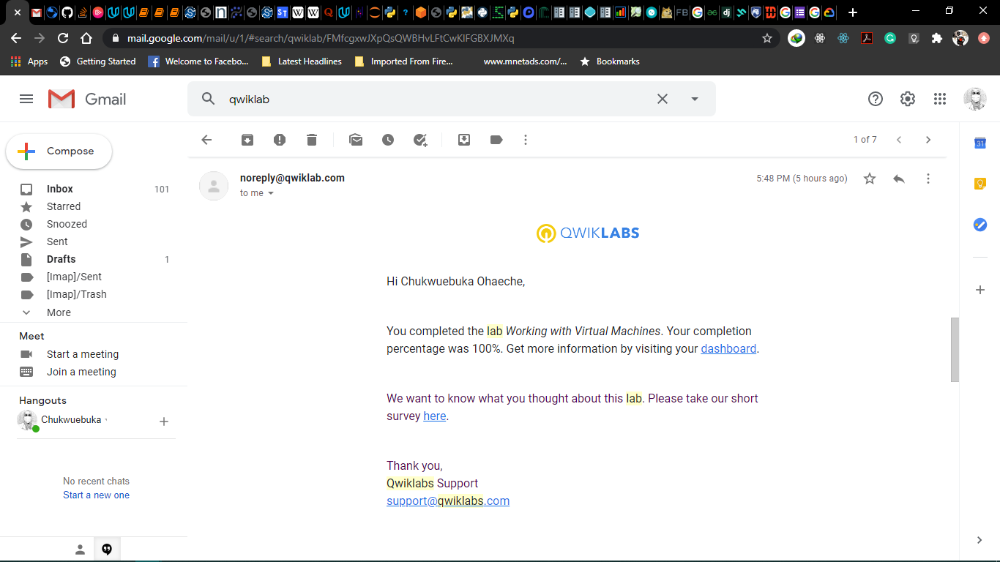 mail.google.com/mail/u/1/#search/qwiklab/FMfcgxwJXpQsQWBHvLFtCwKlFGBXJMXq
Apps Getting Started Welcome to Facebo... Latest Headlines Imported From Fire... www.mnetads.com/... Bookmarks
Gmail
qwiklab
Compose
1 of 7
Inbox 101
Starred
Snoozed
Sent
Drafts 1
[Imap]/Sent
[Imap]/Trash
More
Meet
Start a meeting
Join a meeting
Hangouts
Chukwuebuka
No recent chats
Start a new one
noreply@qwiklab.com
5:48 PM (5 hours ago)
to me
QWIKLABS
Hi Chukwuebuka Ohaeche,
You completed the lab Working with Virtual Machines. Your completion
percentage was 100%. Get more information by visiting your dashboard.
We want to know what you thought about this lab. Please take our short
survey here.
Thank you,
Qwiklabs Support
support@qwiklabs.com
31